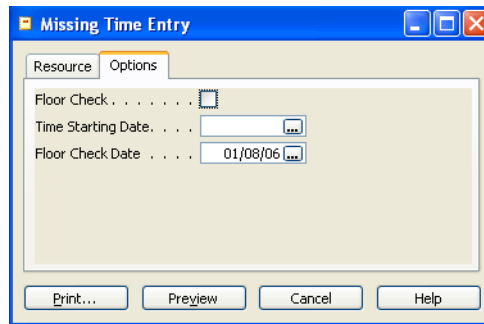 Missing Time Entry
Resource Options
Floor Check . . . . . . .
Time Starting Date. . . . ...
Floor Check Date . . . . 01/08/06 ...
Print... Preview Cancel Help